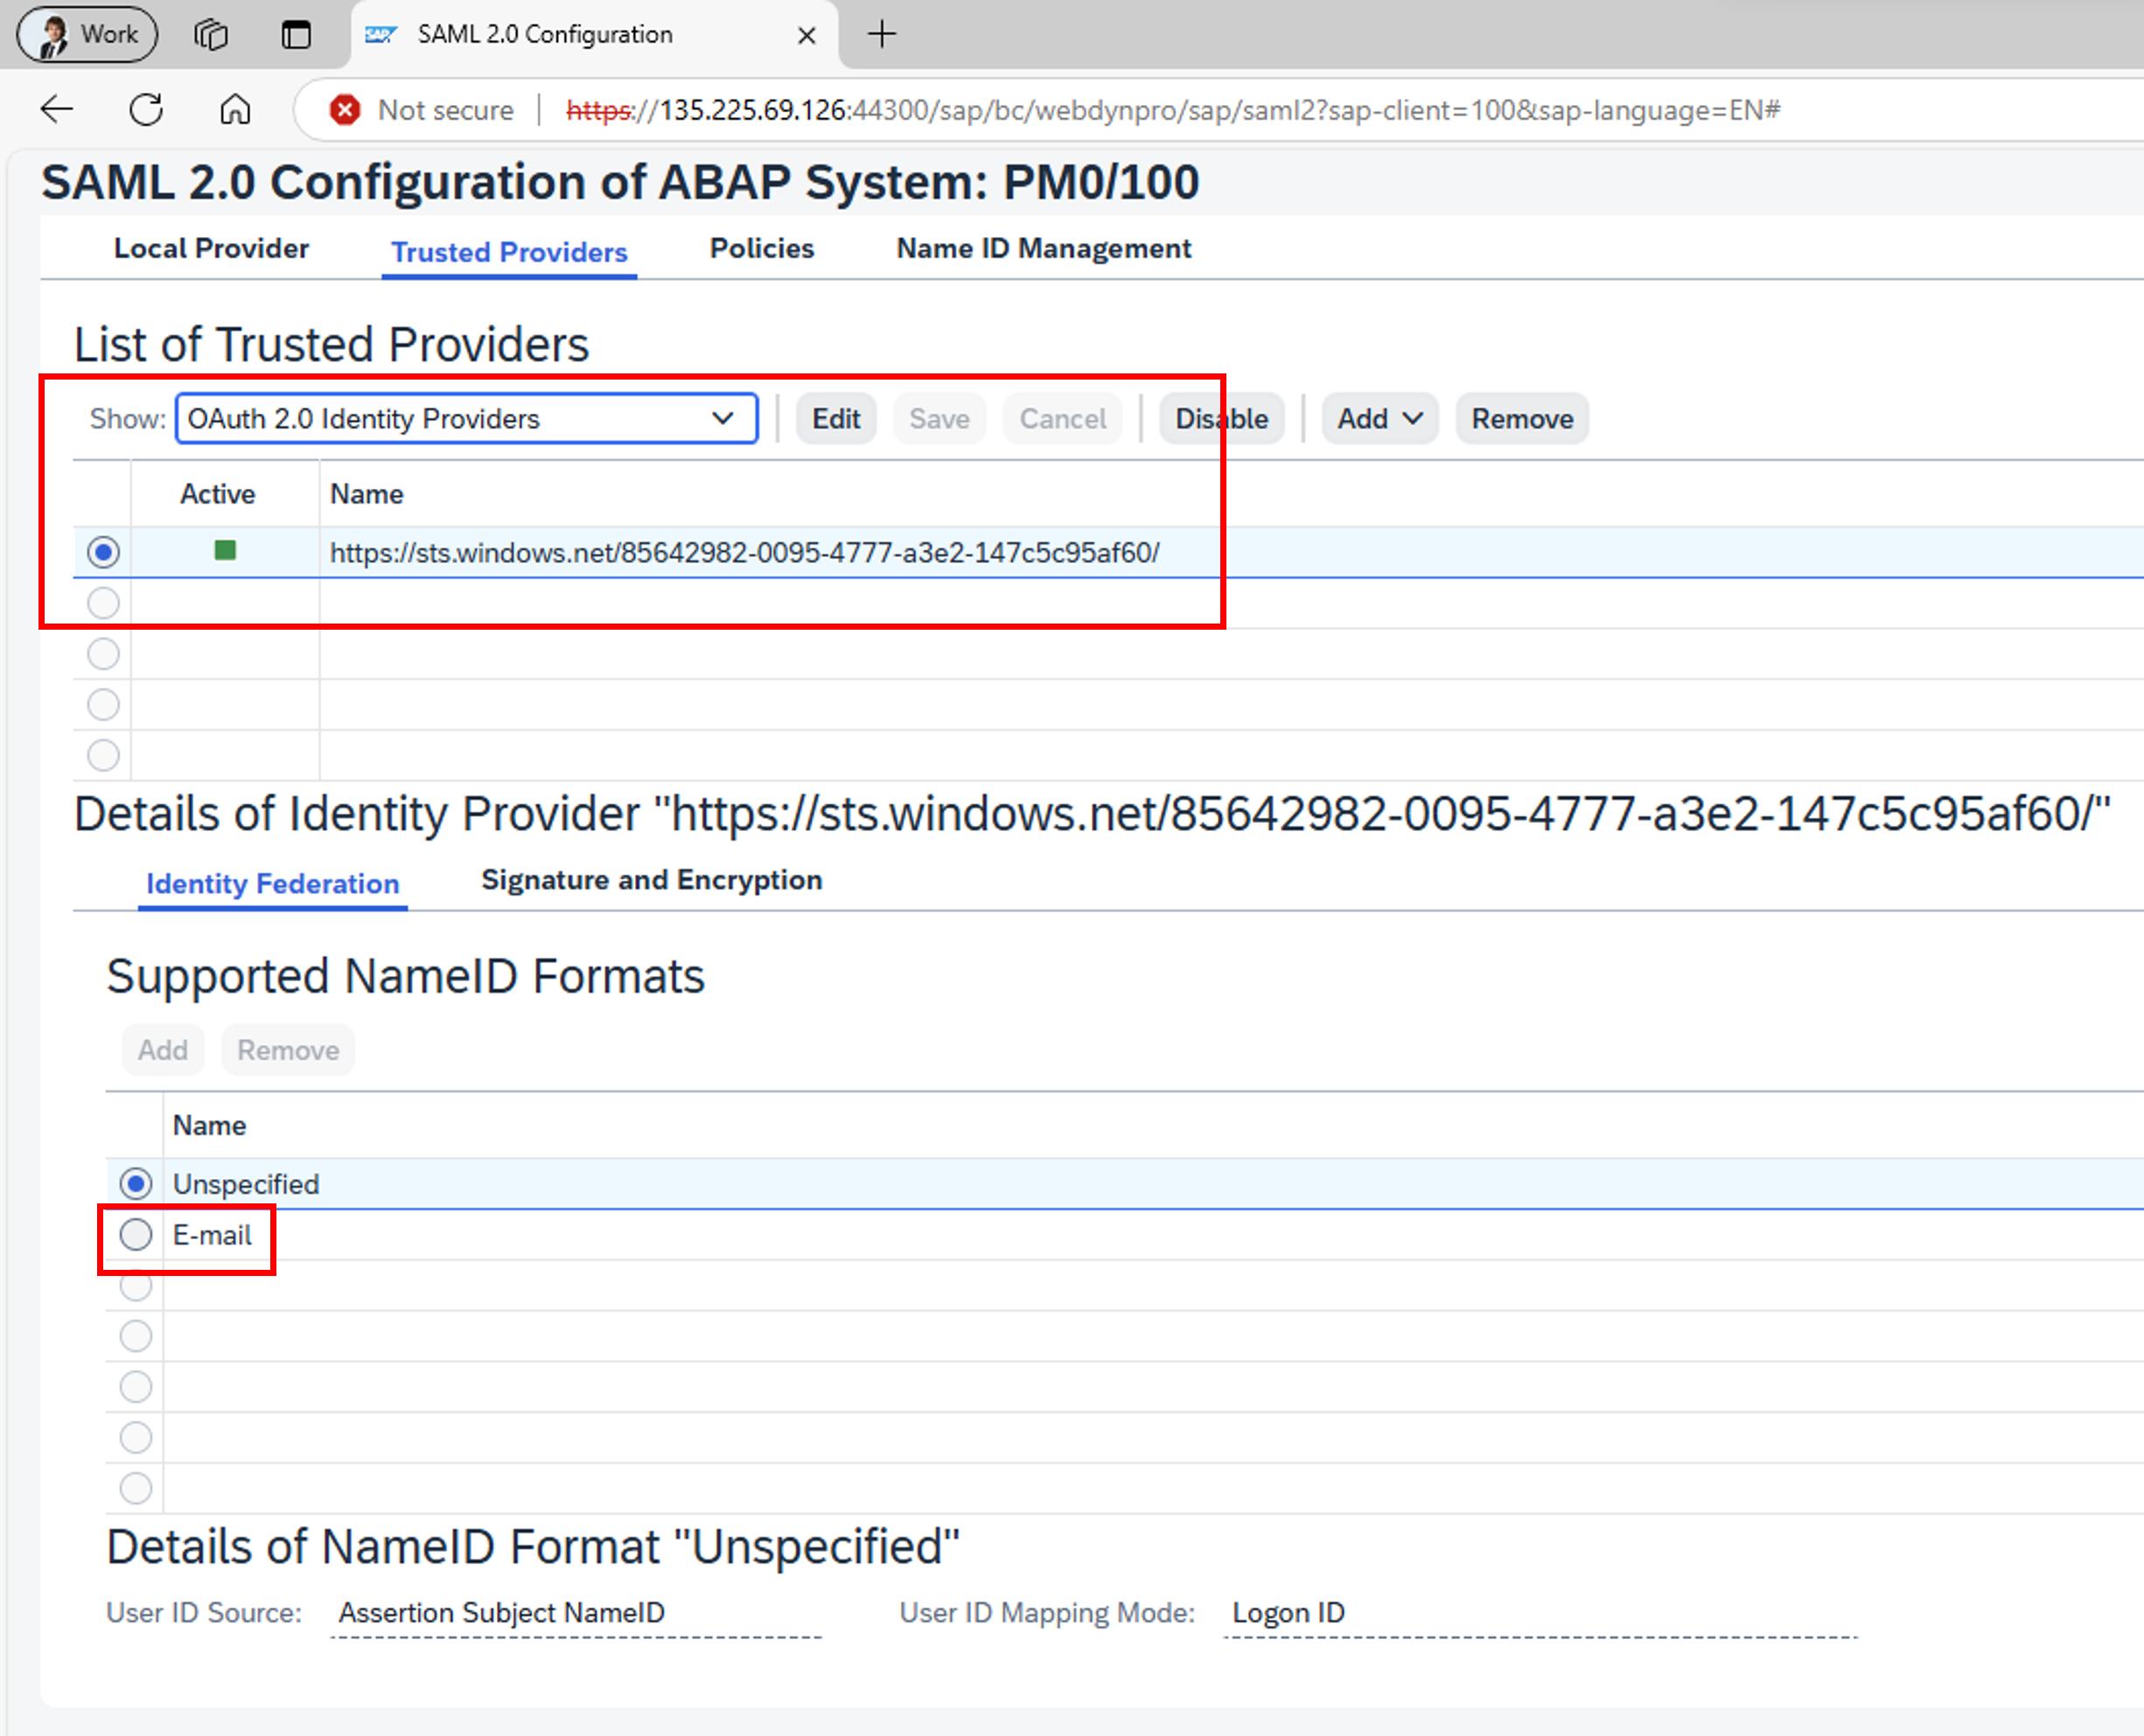 Work
SAP SAML 2.0 Configuration
Not secure https://135.225.69.126:44300/sap/bc/webdynpro/sap/saml2?sap-client=100&sap-language=EN#
SAML 2.0 Configuration of ABAP System: PM0/100
Local Provider Trusted Providers Policies Name ID Management
List of Trusted Providers
Show: OAuth 2.0 Identity Providers Edit Save Cancel Disable Add Remove
Active Name
https://sts.windows.net/85642982-0095-4777-a3e2-147c5c95af60/
Details of Identity Provider "https://sts.windows.net/85642982-0095-4777-a3e2-147c5c95af60/"
Identity Federation Signature and Encryption
Supported NameID Formats
Add Remove
Name
Unspecified
E-mail
Details of NameID Format "Unspecified"
User ID Source: Assertion Subject NameID User ID Mapping Mode: Logon ID